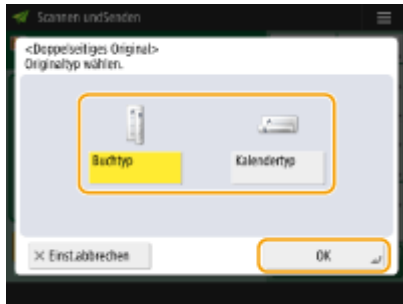 Scannen undSenden
<Doppelseitiges Original>
Originaltyp wählen.
Buchtyp
Kalendertyp
× Einst.abbrechen
OK